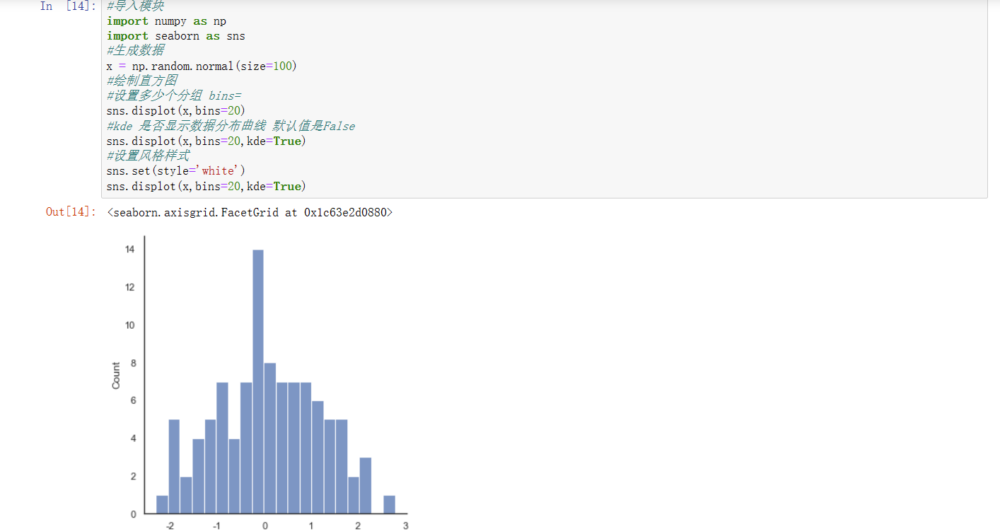 In [14]: #导入模块
import numpy as np
import seaborn as sns
#生成数据
x = np.random.normal(size=100)
#绘制直方图
#设置多少个分组 bins=
sns.displot(x,bins=20)
#kde 是否显示数据分布曲线 默认值是False
sns.displot(x,bins=20,kde=True)
#设置风格样式
sns.set(style='white')
sns.displot(x,bins=20,kde=True)
Out[14]: <seaborn.axisgrid.FacetGrid at 0x1c63e2d0880>
14
12
10
8
Count
6
4
2
0
-2 -1 0 1 2 3